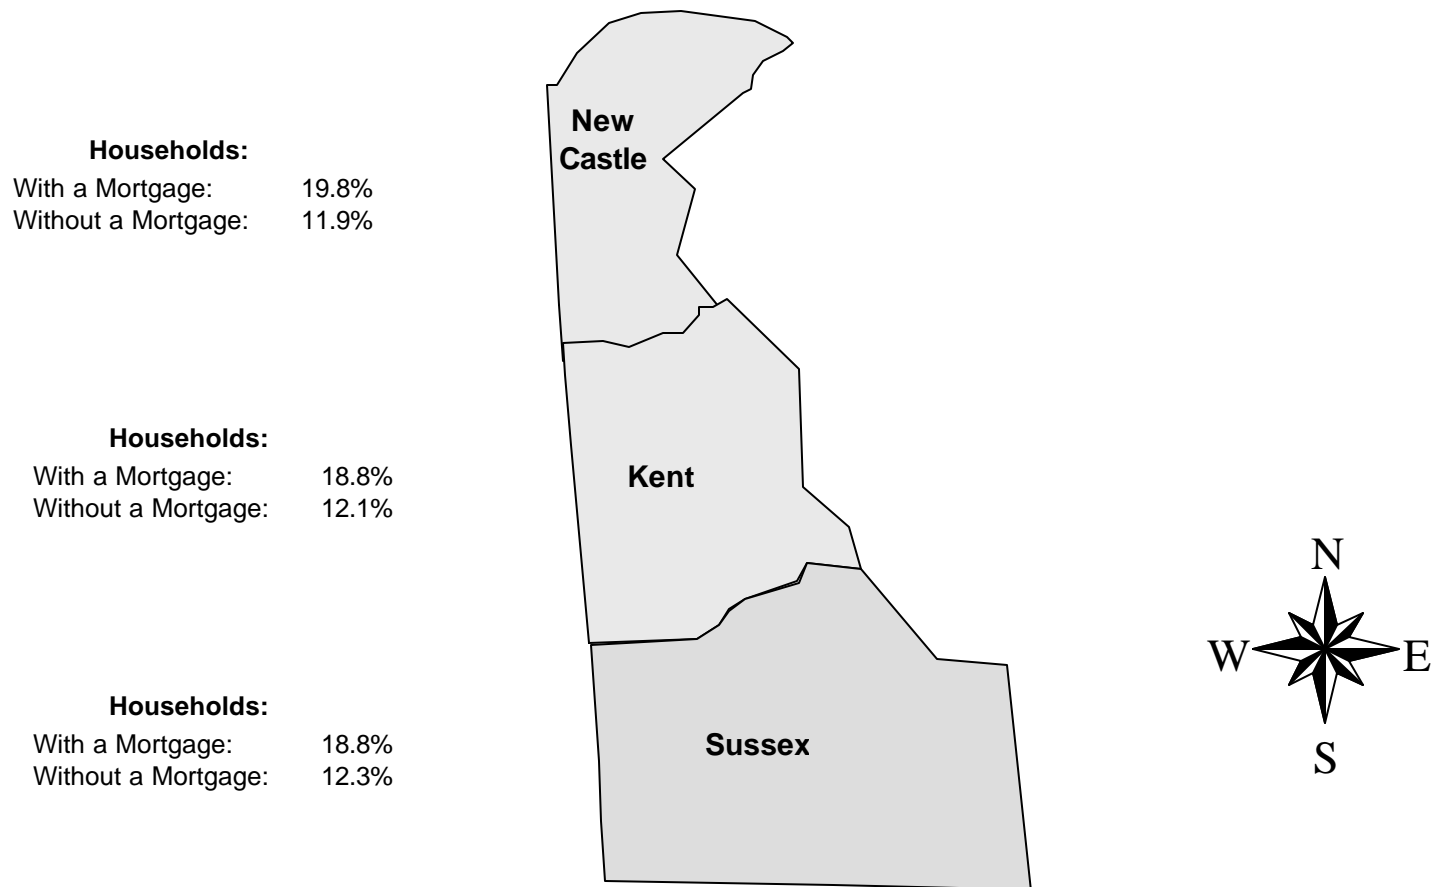 New
Castle
Households:
With a Mortgage: 19.8%
Without a Mortgage: 11.9%
Households:
With a Mortgage: 18.8%
Without a Mortgage: 12.1%
Kent
N
W E
S
Households:
With a Mortgage: 18.8%
Without a Mortgage: 12.3%
Sussex